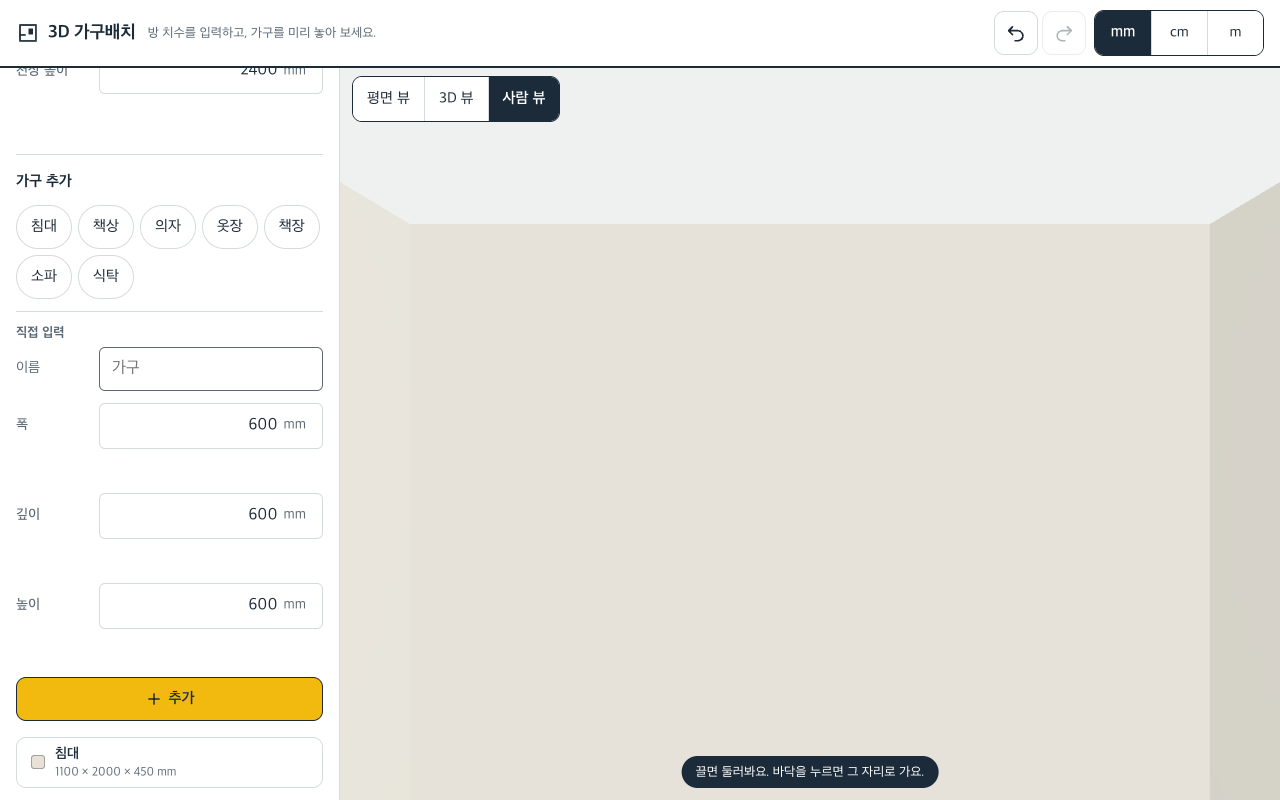 3D 가구배치 방 치수를 입력하고, 가구를 미리 놓아 보세요.
mm cm m
천장 높이 2400 mm
평면 뷰 3D 뷰 사람 뷰
가구 추가
침대 책상 의자 옷장 책장
소파 식탁
직접 입력
이름 가구
폭 600 mm
깊이 600 mm
높이 600 mm
+ 추가
침대
1100 × 2000 × 450 mm
끌면 둘러봐요. 바닥을 누르면 그 자리로 가요.